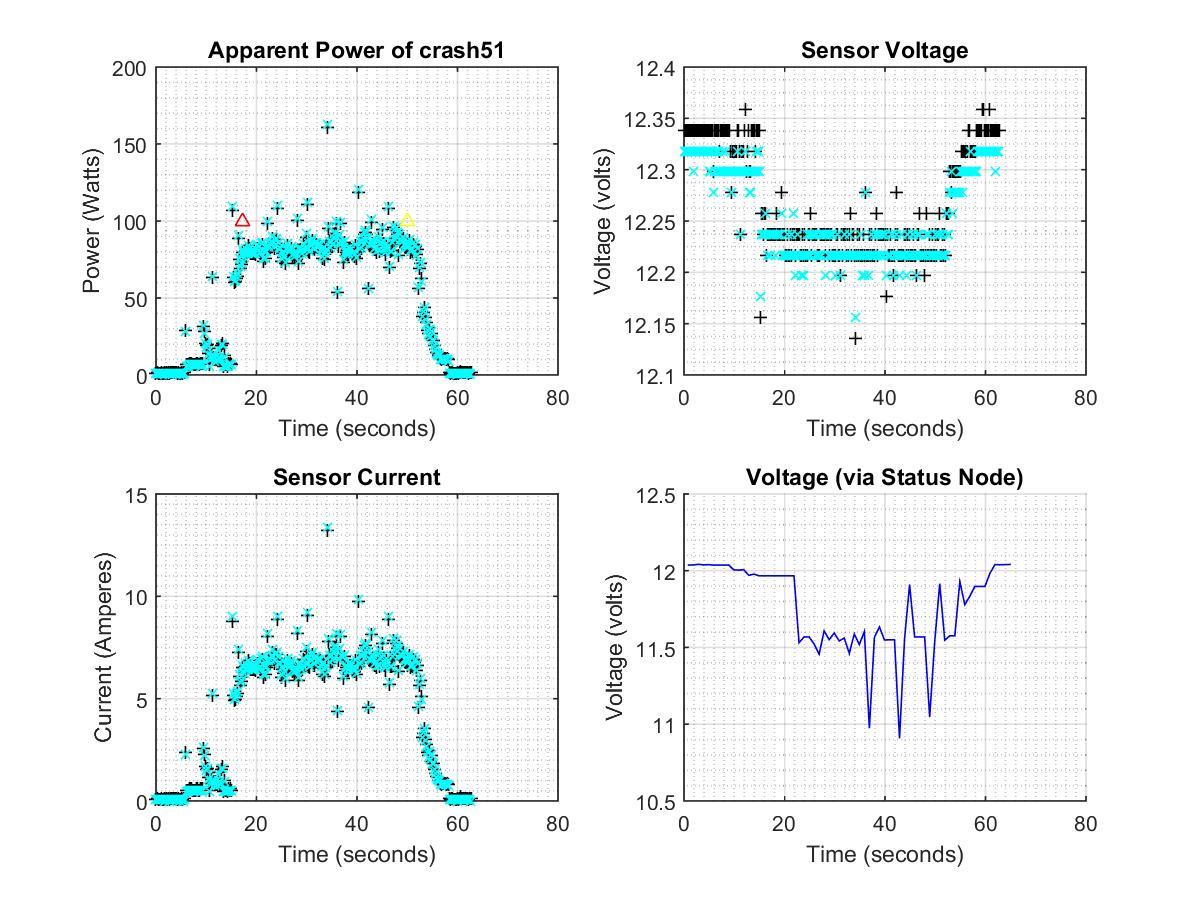 Apparent Power of crash51
200
150
100
50
0
0 20 40 60 80
Power (Watts)
Time (seconds)
Sensor Voltage
12.4
12.35
12.3
12.25
12.2
12.15
12.1
0 20 40 60 80
Voltage (volts)
Time (seconds)
Sensor Current
15
10
5
0
0 20 40 60 80
Current (Amperes)
Time (seconds)
Voltage (via Status Node)
12.5
12
11.5
11
10.5
0 20 40 60 80
Voltage (volts)
Time (seconds)